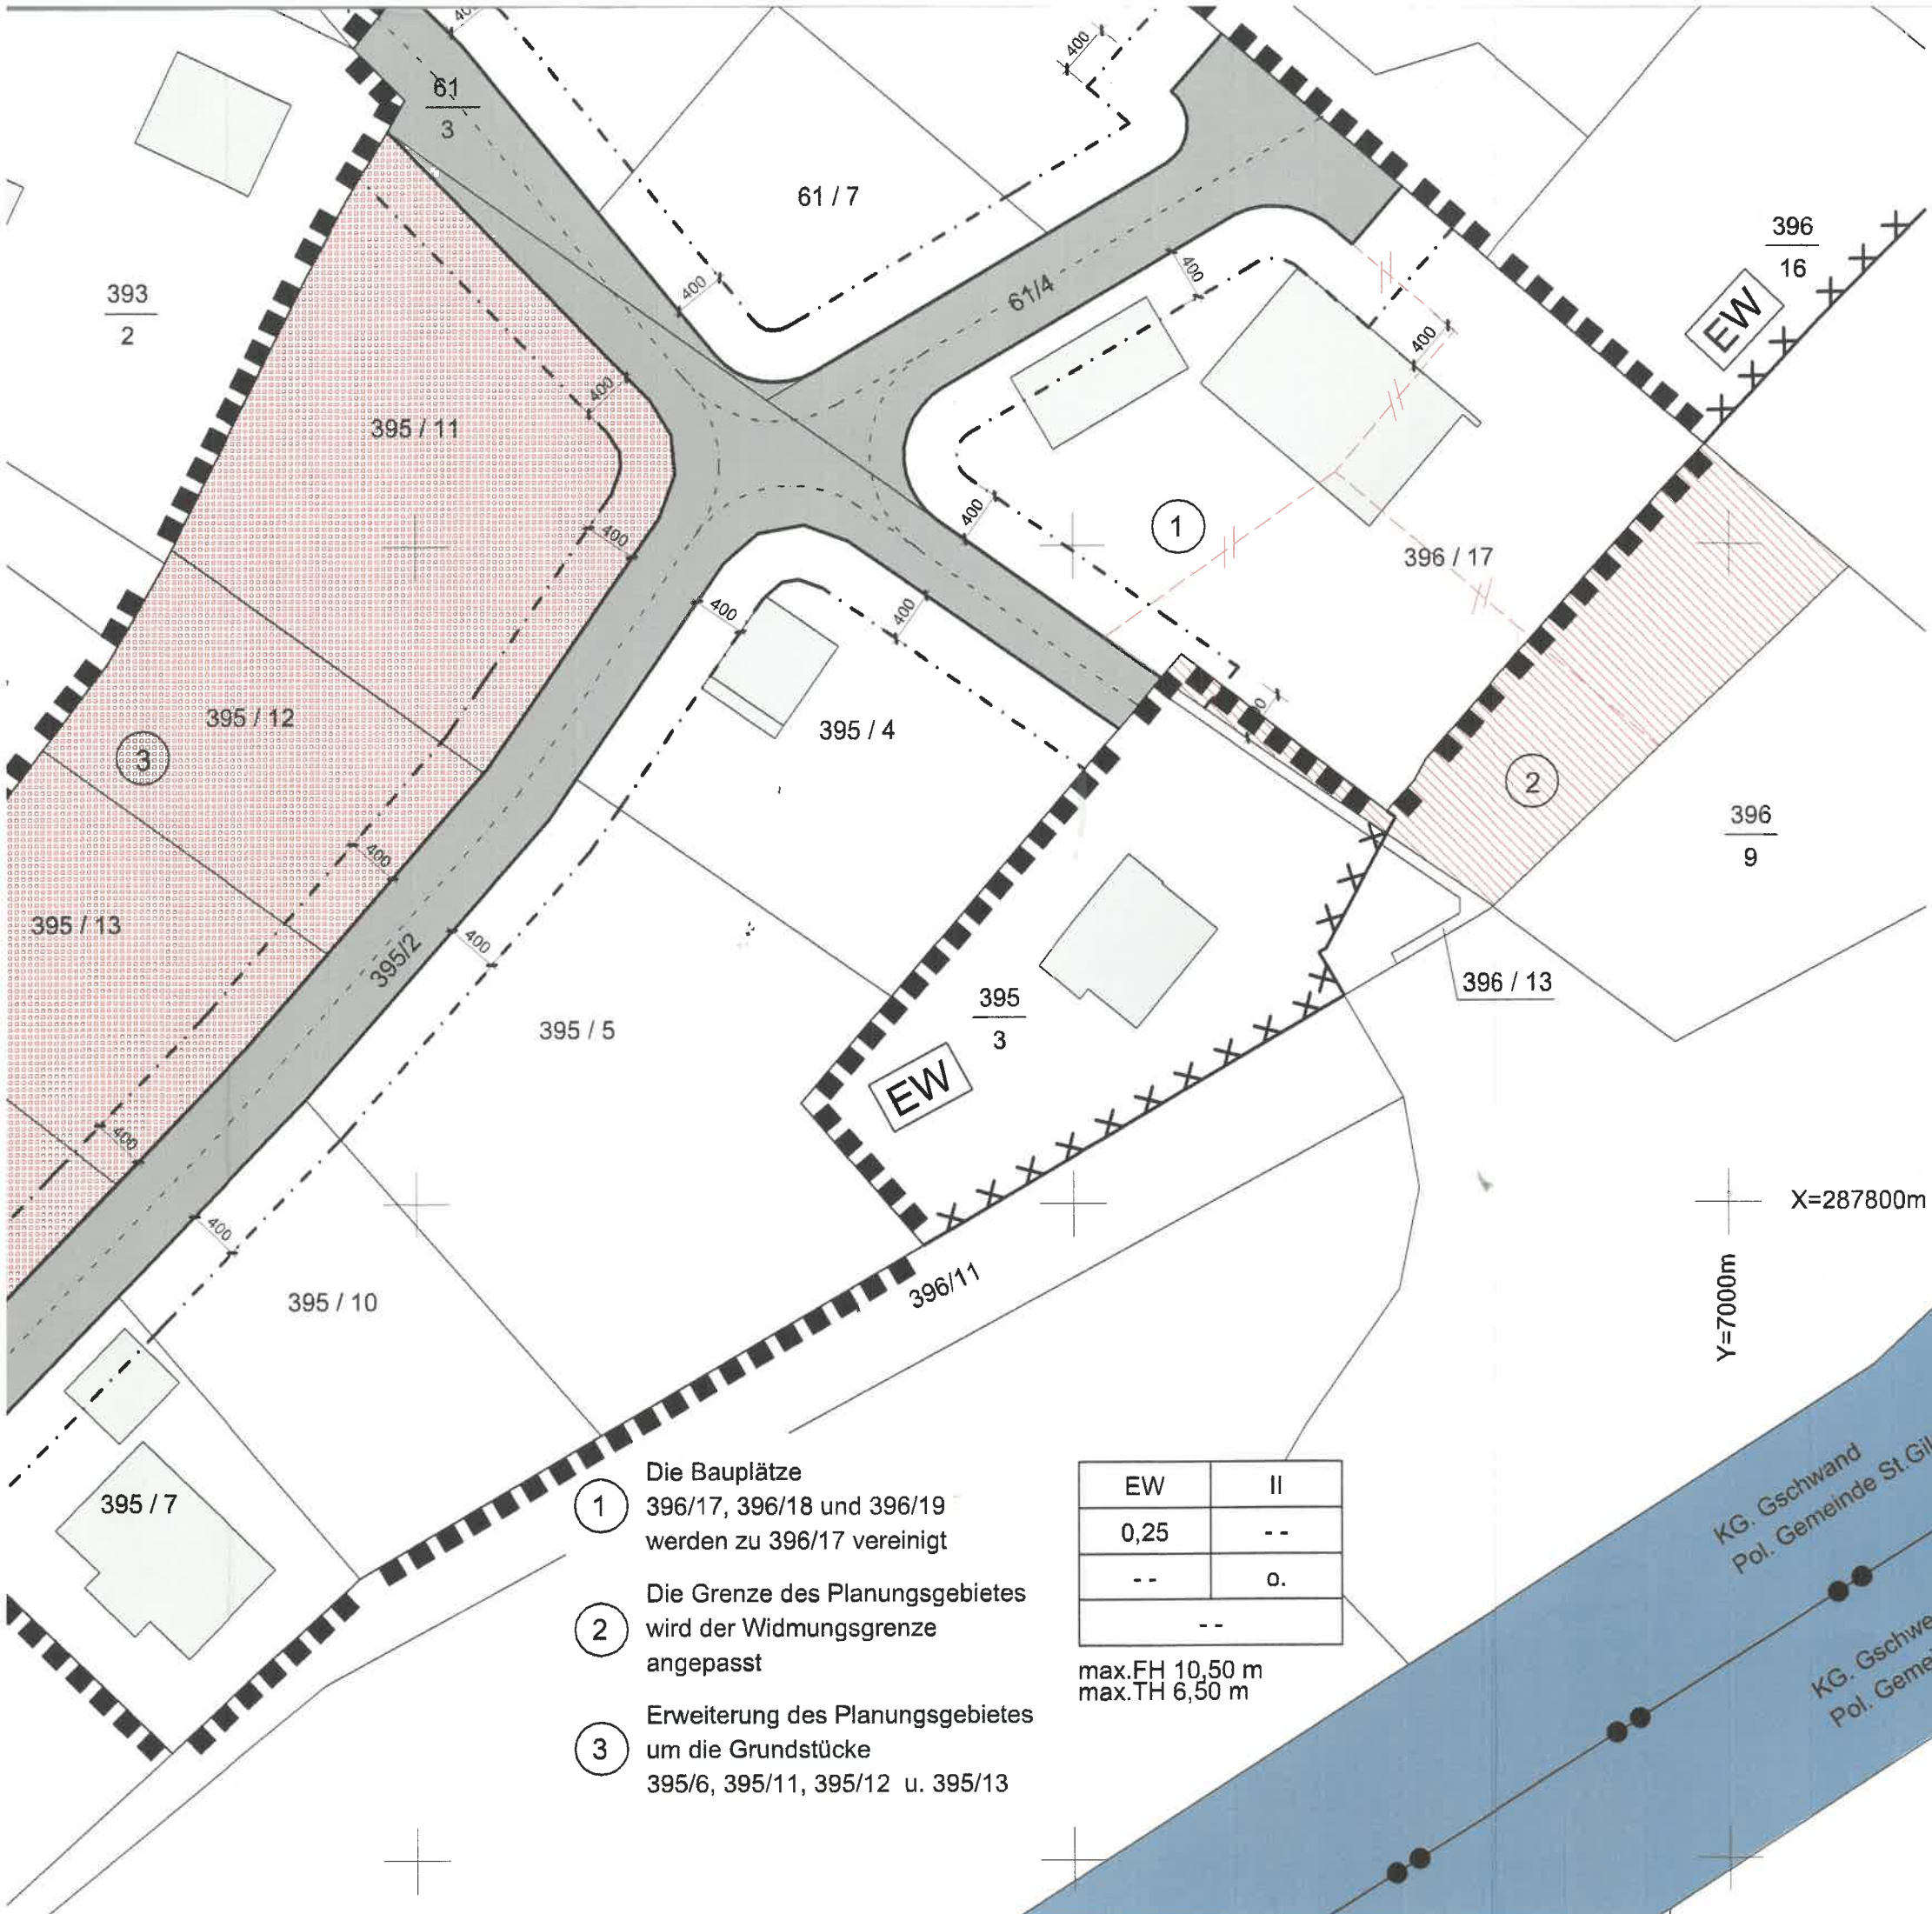 400
61
3
400
61 / 7
396
16
EW
393
2
400
61/4
400
400
395 / 11
400
400
400
1
396 / 17
400
400
395 / 12
3
395 / 4
2
396
9
400
395 / 13
395/2
400
396 / 13
395
3
395 / 5
EW
400
X=287800m
400
396/11
395 / 10
Y=7000m
395 / 7
1
Die Bauplätze
396/17, 396/18 und 396/19
werden zu 396/17 vereinigt
2
Die Grenze des Planungsgebietes
wird der Widmungsgrenze
angepasst
3
Erweiterung des Planungsgebietes
um die Grundstücke
395/6, 395/11, 395/12 u. 395/13
EW II
0,25 --
-- o.
--
max.FH 10,50 m
max.TH 6,50 m
KG. Gschwand
Pol. Gemeinde
KG.
Pol.